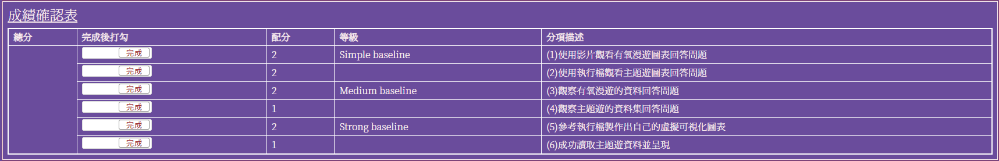 成績確認表
總分 完成後打勾 配分 等級 分項描述
完成 2 Simple baseline (1)使用影片觀看有氧漫遊圖表回答問題
完成 2 (2)使用執行檔觀看主題遊圖表回答問題
完成 2 Medium baseline (3)觀察有氧漫遊的資料回答問題
完成 1 (4)觀察主題遊的資料集回答問題
完成 2 Strong baseline (5)參考執行檔製作出自己的虛擬可視化圖表
完成 1 (6)成功讀取主題遊資料並呈現